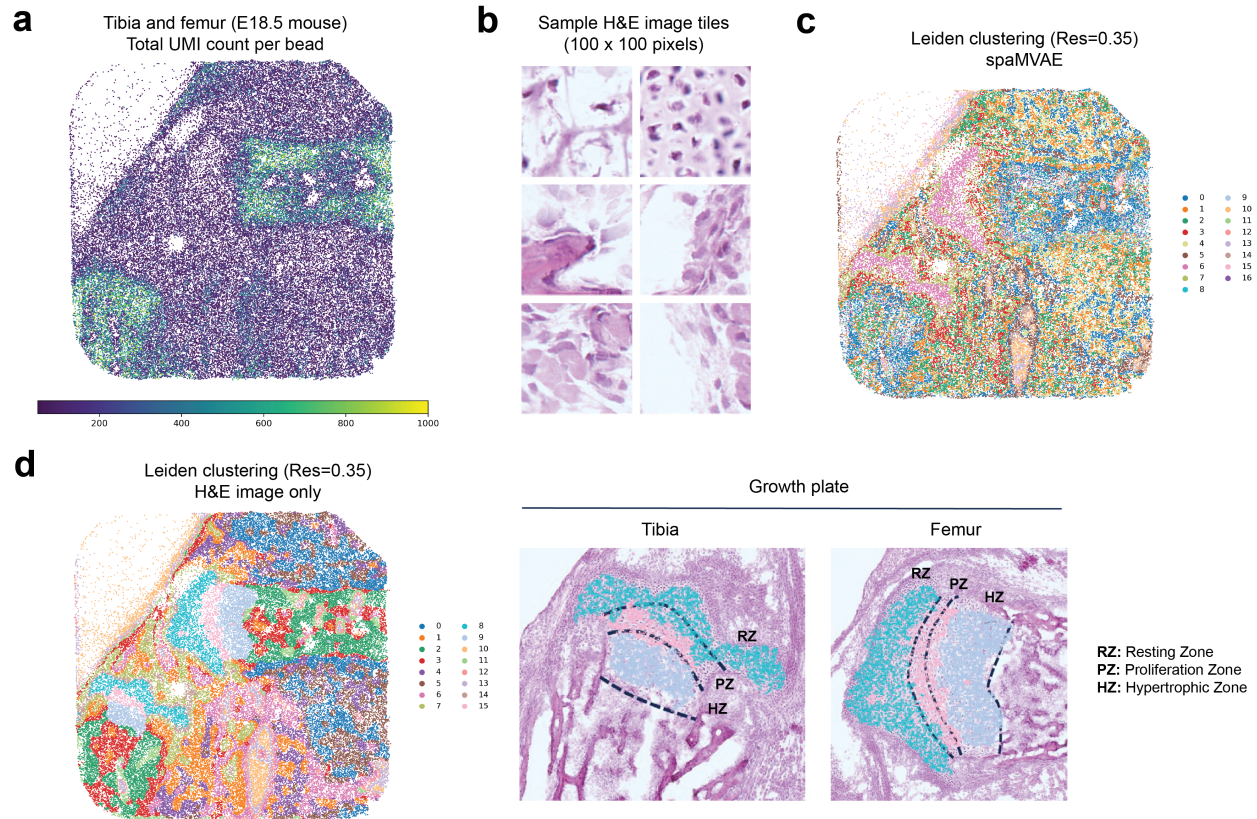 a
Tibia and femur (E18.5 mouse)
Total UMI count per bead
200 400 600 800 1000
b
Sample H&E image tiles
(100 x 100 pixels)
c
Leiden clustering (Res=0.35)
spaMVAE
0 9
1 10
2 11
3 12
4 13
5 14
6 15
7 16
8
d
Leiden clustering (Res=0.35)
H&E image only
0 8
1 9
2 10
3 11
4 12
5 13
6 14
7 15
Growth plate
Tibia
RZ
PZ
HZ
Femur
RZ
PZ
HZ
RZ: Resting Zone
PZ: Proliferation Zone
HZ: Hypertrophic Zone